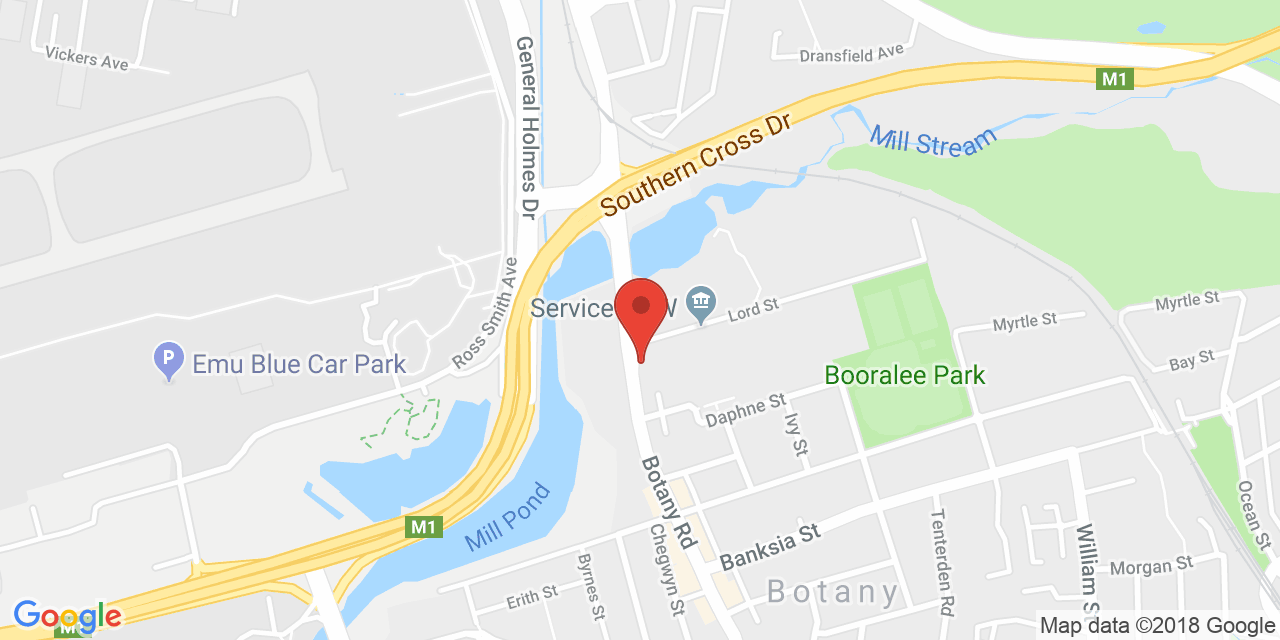 Vickers Ave
General Holmes Dr
Dransfield Ave
M1
Southern Cross Dr
Mill Stream
Ross Smith Ave
Service
W
Lord St
Myrtle St
Myrtle St
Bay St
P
Emu Blue Car Park
Booralee Park
Daphne St
Ivy St
Botany Rd
M1
Mill Pond
Chegwyn St
Banksia St
Tenterden Rd
William S
Ocean St
Morgan St
Byrnes St
Erith St
Botany
Google
Map data ©2018 Google